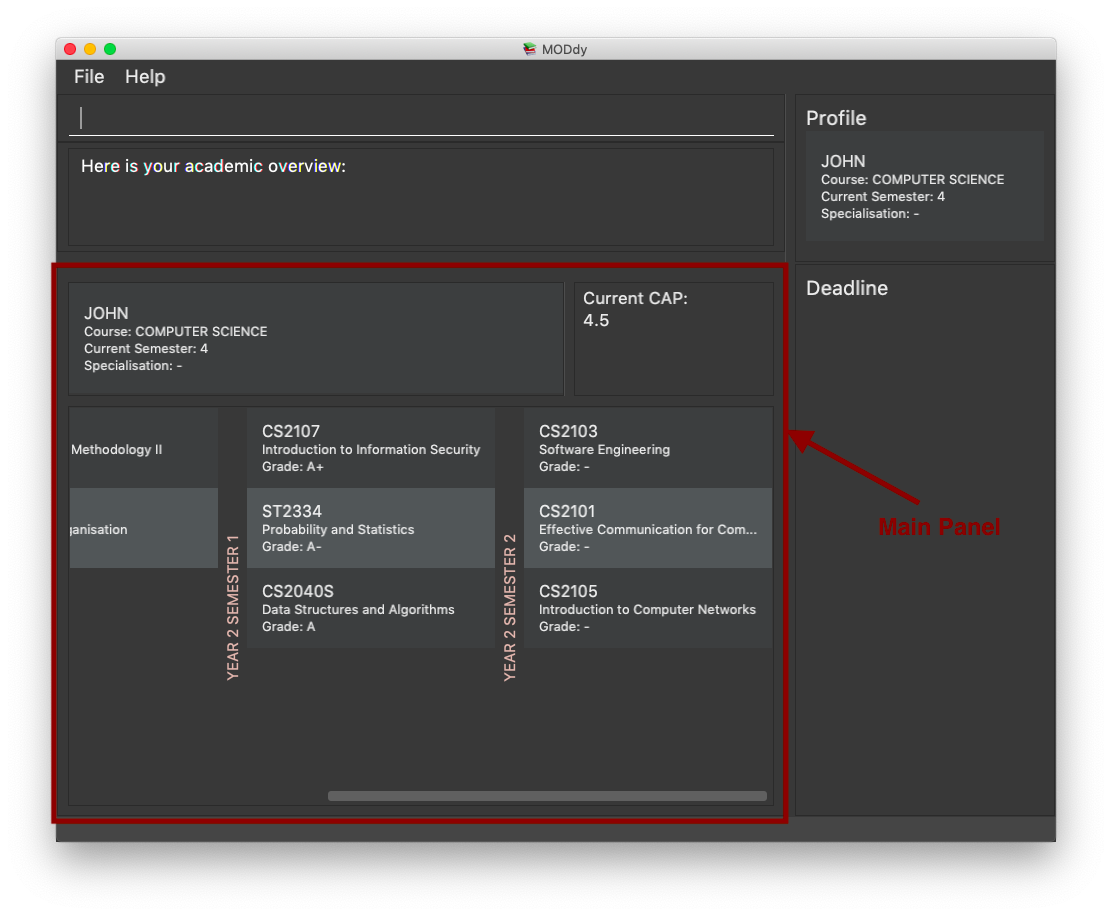 MODdy
File Help
Here is your academic overview:
Profile
JOHN
Course: COMPUTER SCIENCE
Current Semester: 4
Specialisation: -
Deadline
JOHN
Course: COMPUTER SCIENCE
Current Semester: 4
Specialisation: -
Current CAP:
4.5
Methodology II
ganisation
YEAR 2 SEMESTER 1
CS2107
Introduction to Information Security
Grade: A+
ST2334
Probability and Statistics
Grade: A-
CS2040S
Data Structures and Algorithms
Grade: A
YEAR 2 SEMESTER 2
CS2103
Software Engineering
Grade: -
CS2101
Effective Communication for Com...
Grade: -
CS2105
Introduction to Computer Networks
Grade: -
Main Panel